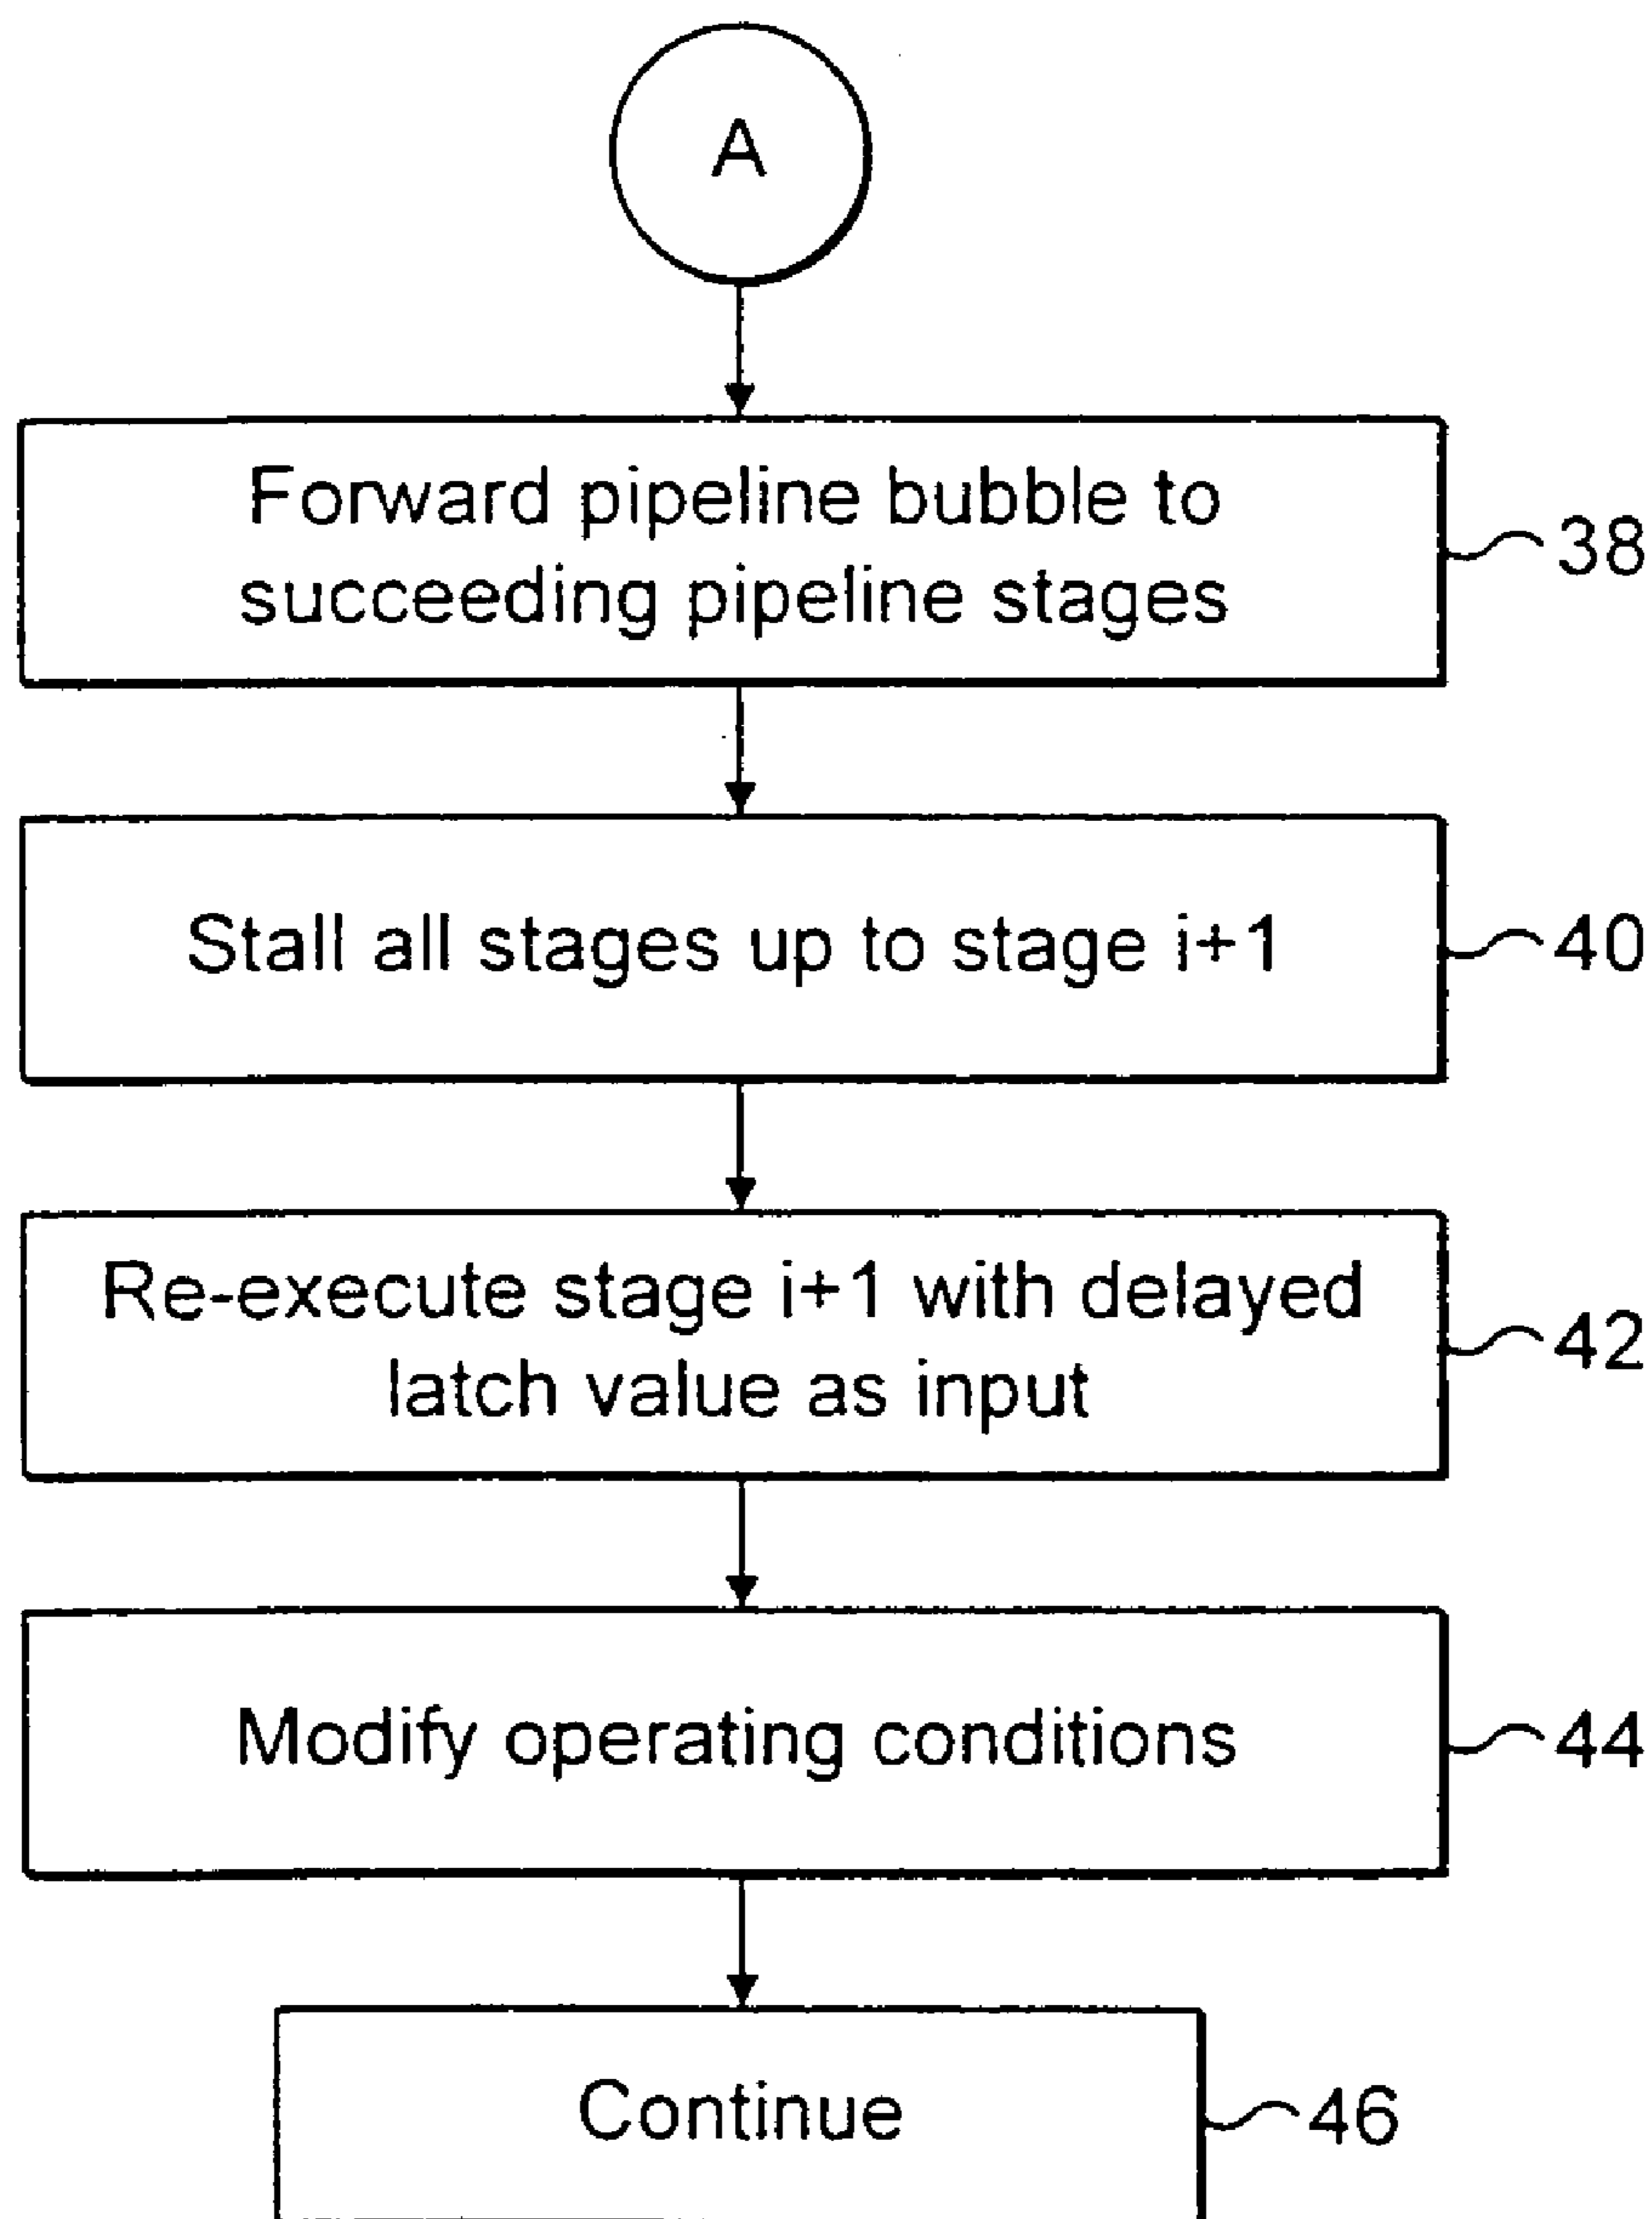 A
Forward pipeline bubble to
succeeding pipeline stages
38
Stall all stages up to stage i+1
40
Re-execute stage i+1 with delayed
latch value as input
42
Modify operating conditions
44
Continue
46